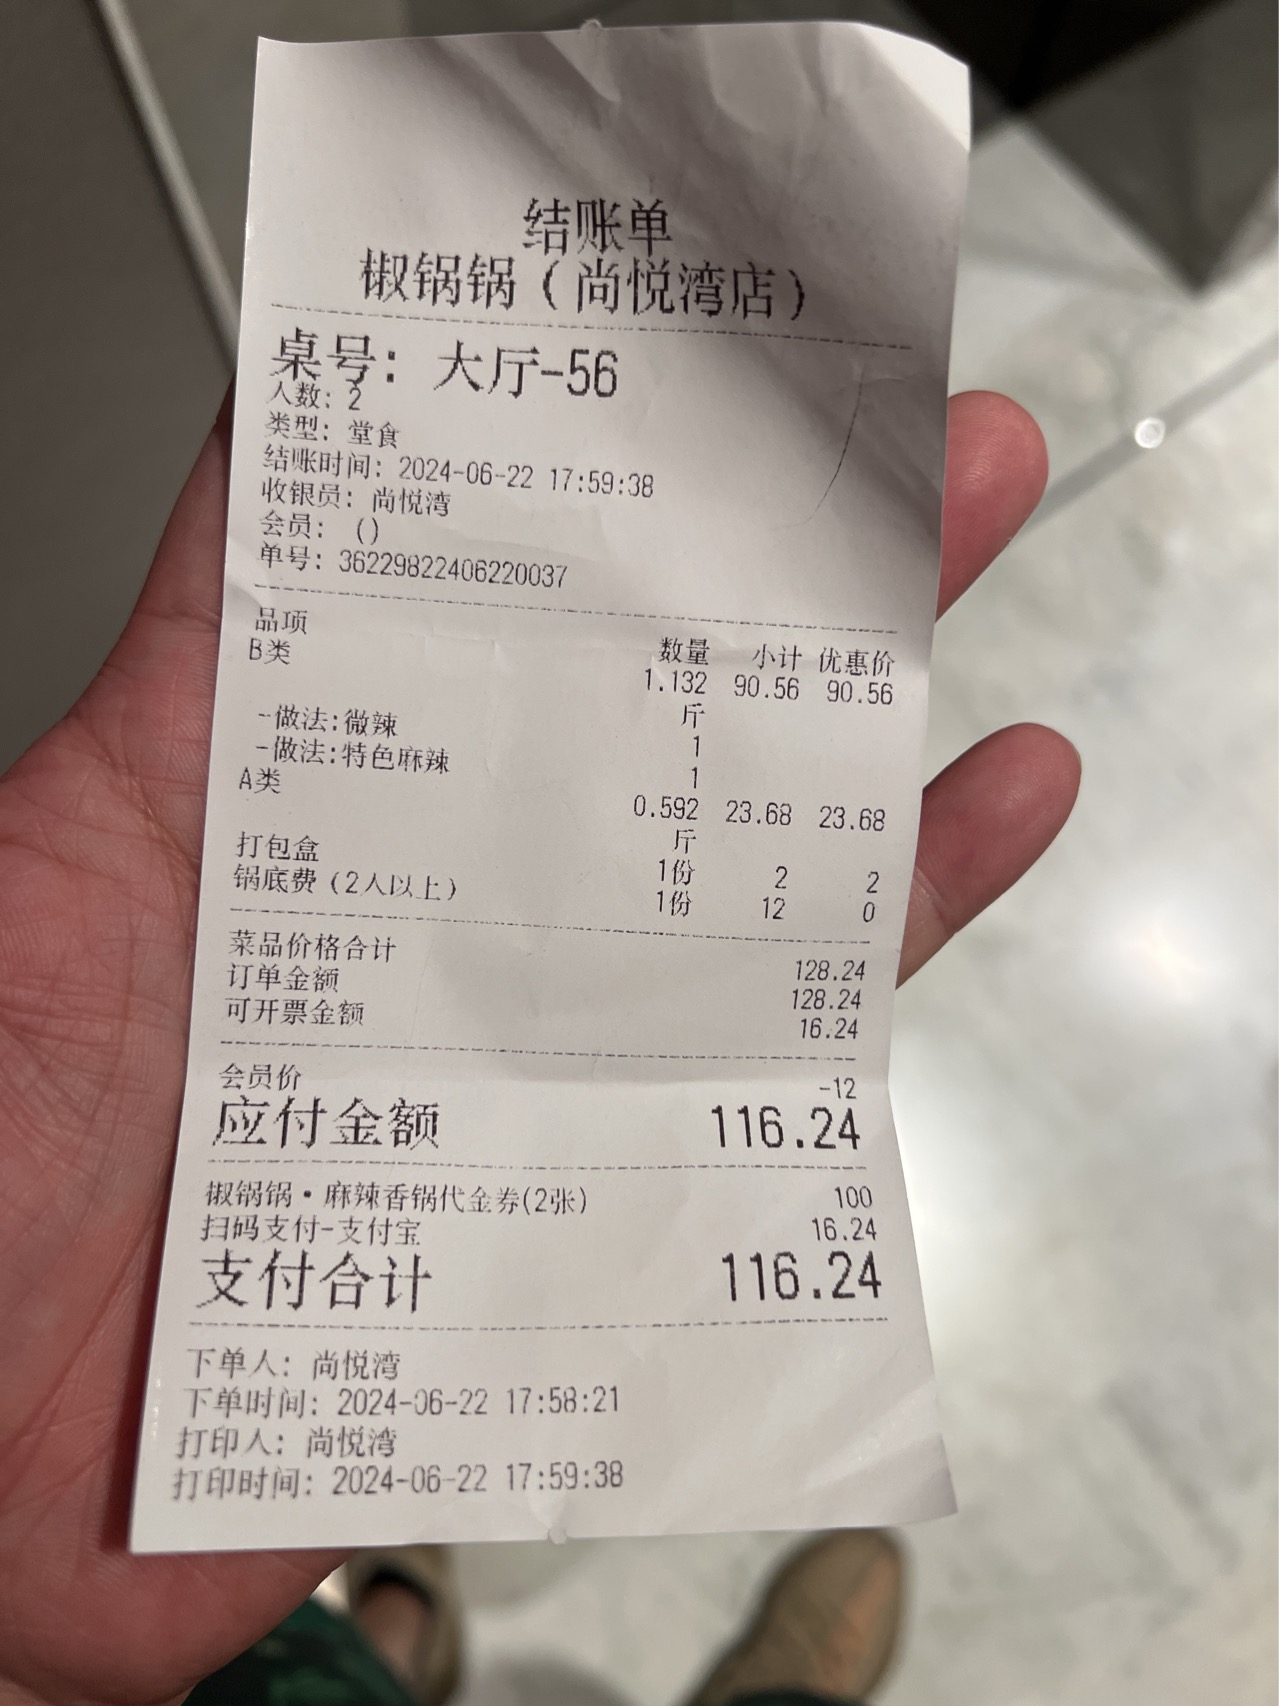 结账单
椒锅锅（尚悦湾店）
桌号: 大厅-56
人数: 2
类型: 堂食
结账时间: 2024-06-22 17:59:38
收银员: 尚悦湾
会员: ()
单号: 36229822406220037
品项 数量 小计 优惠价
B类 1.132 90.56 90.56
斤
-做法:微辣 1
-做法:特色麻辣 1
A类 0.592 23.68 23.68
斤
打包盒 1份 2 2
锅底费(2人以上) 1份 12 0
菜品价格合计 128.24
订单金额 128.24
可开票金额 16.24
会员价 -12
应付金额 116.24
椒锅锅·麻辣香锅代金券(2张) 100
扫码支付-支付宝 16.24
支付合计 116.24
下单人: 尚悦湾
下单时间: 2024-06-22 17:58:21
打印人: 尚悦湾
打印时间: 2024-06-22 17:59:38